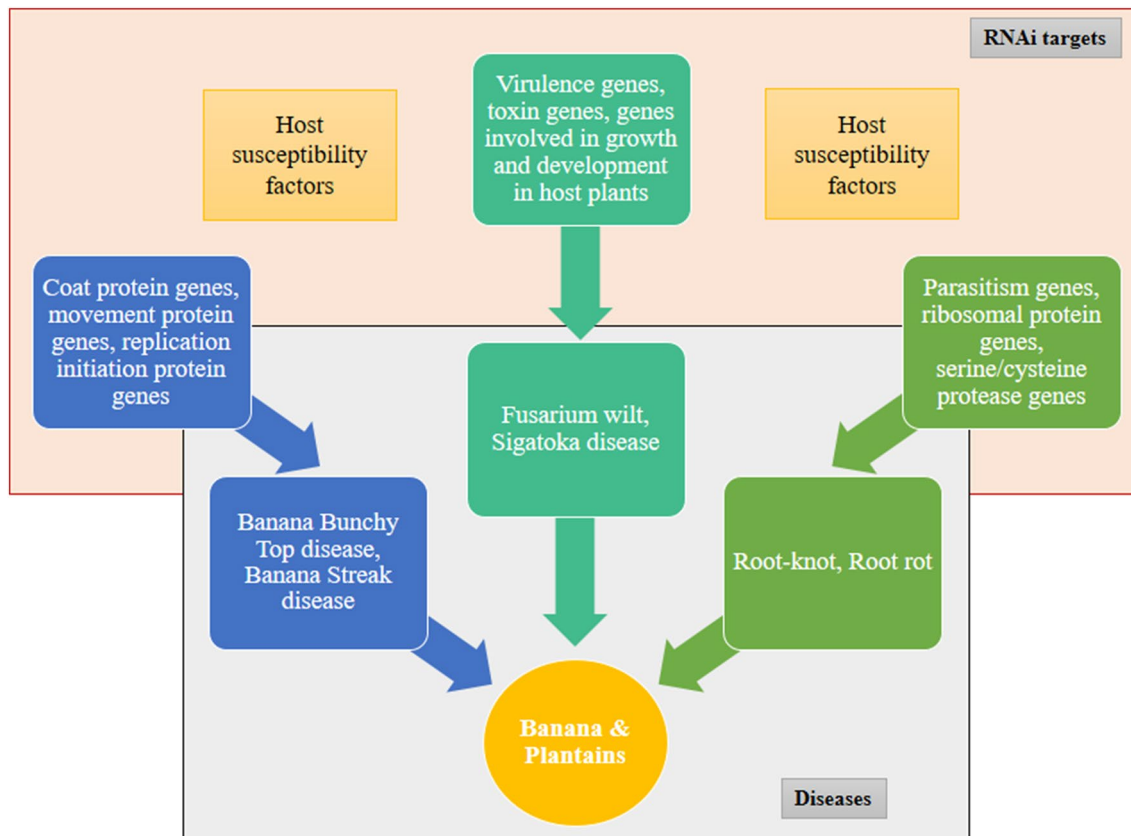 RNAi targets
Host
susceptibility
factors
Virulence genes,
toxin genes, genes
involved in growth
and development
in host plants
Host
susceptibility
factors
Coat protein genes,
movement protein
genes, replication
initiation protein
genes
Parasitism genes,
ribosomal protein
genes,
serine/cysteine
protease genes
Fusarium wilt,
Sigatoka disease
Banana Bunchy
Top disease,
Banana Streak
disease
Root-knot, Root rot
Banana &
Plantains
Diseases